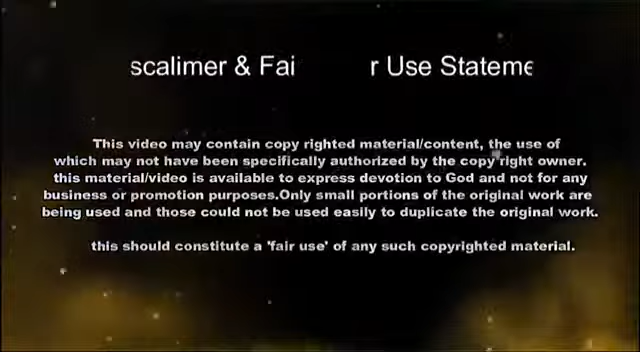 scalimer & Fai r Use Stateme
This video may contain copy righted material/content, the use of
which may not have been specifically authorized by the copy right owner.
this material/video is available to express devotion to God and not for any
business or promotion purposes.Only small portions of the original work are
being used and those could not be used easily to duplicate the original work.
this should constitute a 'fair use' of any such copyrighted material.